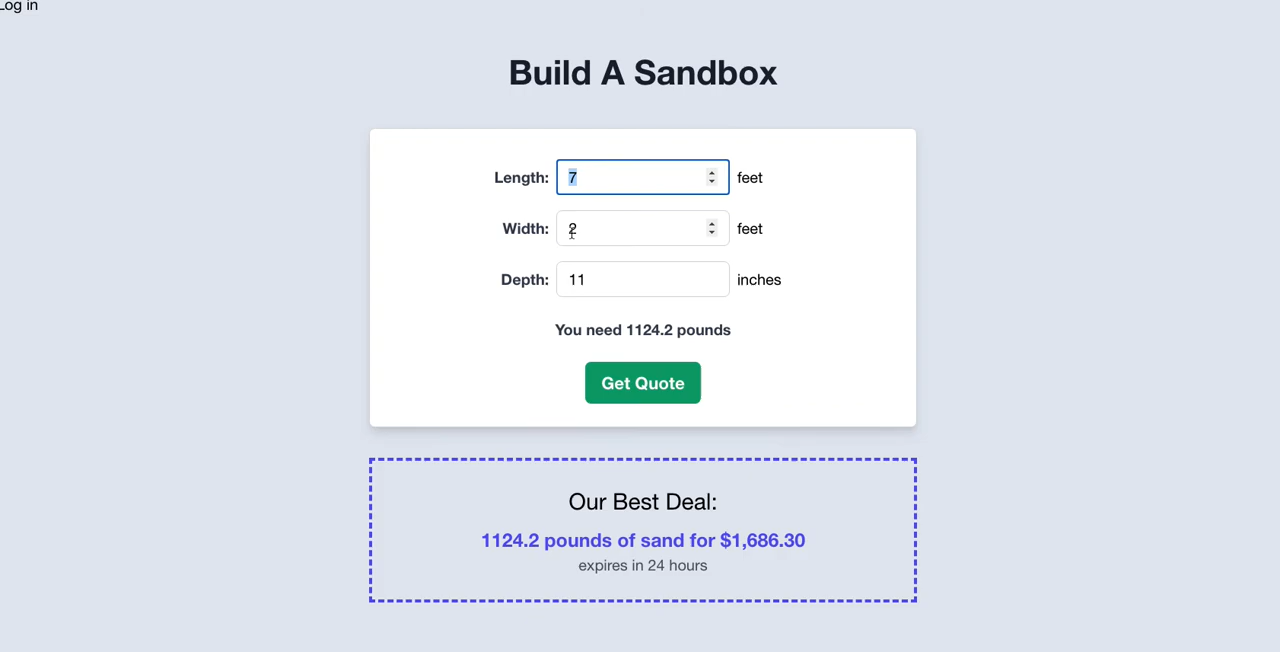 Log in
Build A Sandbox
Length: 7 feet
Width: 2 feet
Depth: 11 inches
You need 1124.2 pounds
Get Quote
Our Best Deal:
1124.2 pounds of sand for $1,686.30
expires in 24 hours